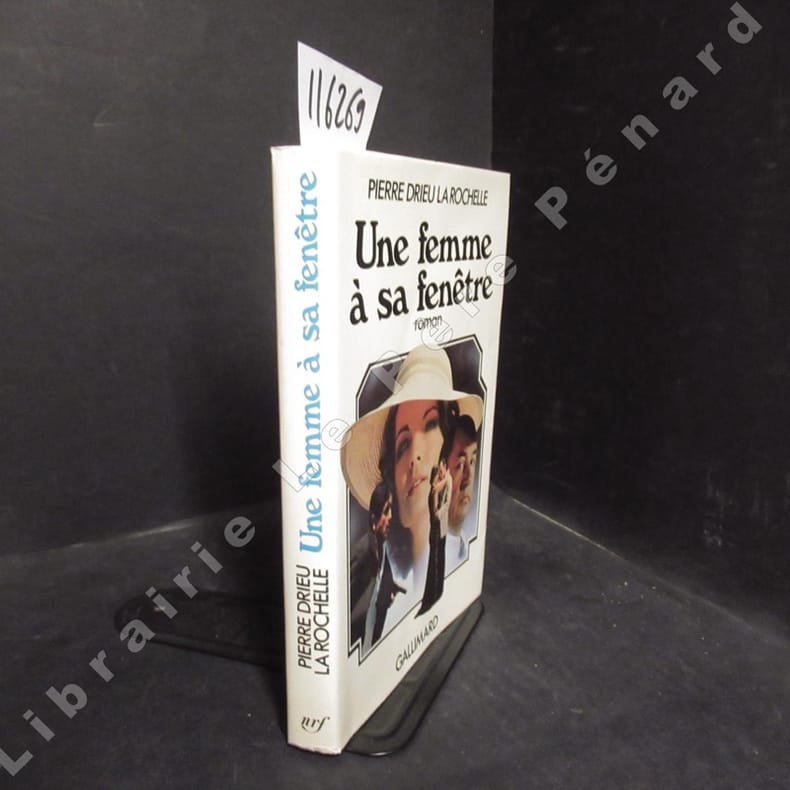 116269
PIERRE DRIEU LA ROCHELLE
Une femme
à sa fenêtre
roman
GALLIMARD
PIERRE DRIEU
LA ROCHELLE
Une femme à sa fenêtre
nrf
Librairie Le Père Pénard